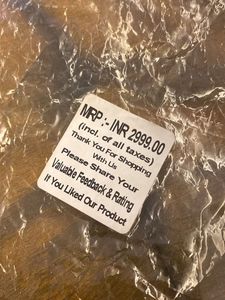 MRP :- INR 2999.00
(Incl. of all taxes)
Thank You For Shopping
With Us
Please Share Your
Valuable Feedback & Rating
If You Liked Our Product